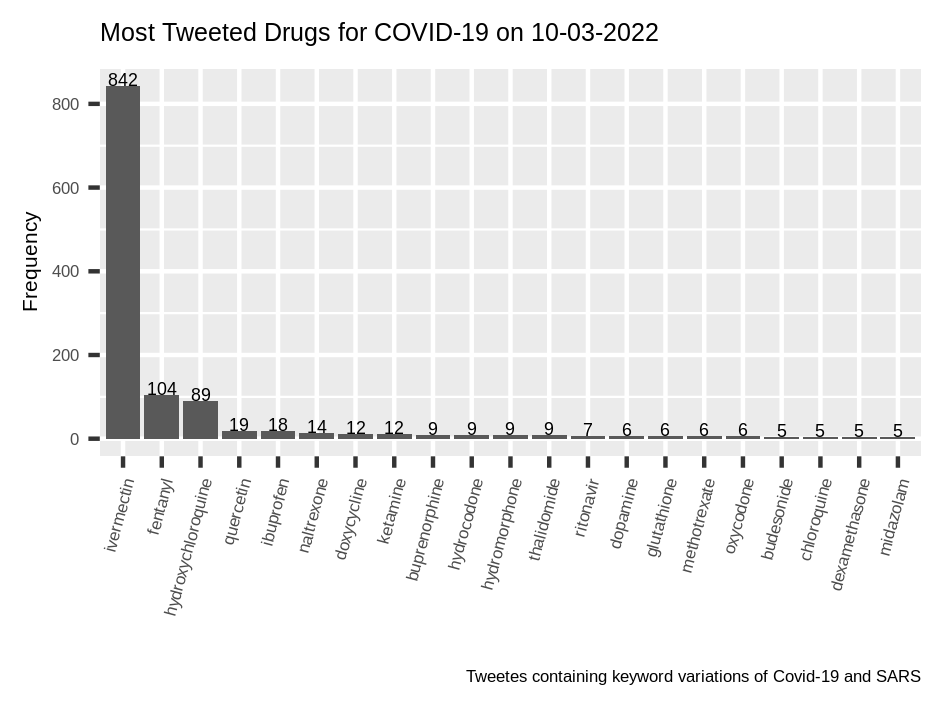 Most Tweeted Drugs for COVID-19 on 10-03-2022
Frequency
800
600
400
200
0
842
104
89
19
18
14
12
12
9
9
9
9
7
6
6
6
6
5
5
5
5
ivermectin
fentanyl
hydroxychloroquine
quercetin
ibuprofen
naltrexone
doxycycline
ketamine
buprenorphine
hydrocodone
hydromorphone
thalidomide
ritonavir
dopamine
glutathione
methotrexate
oxycodone
budesonide
chloroquine
dexamethasone
midazolam
Tweetes containing keyword variations of Covid-19 and SARS